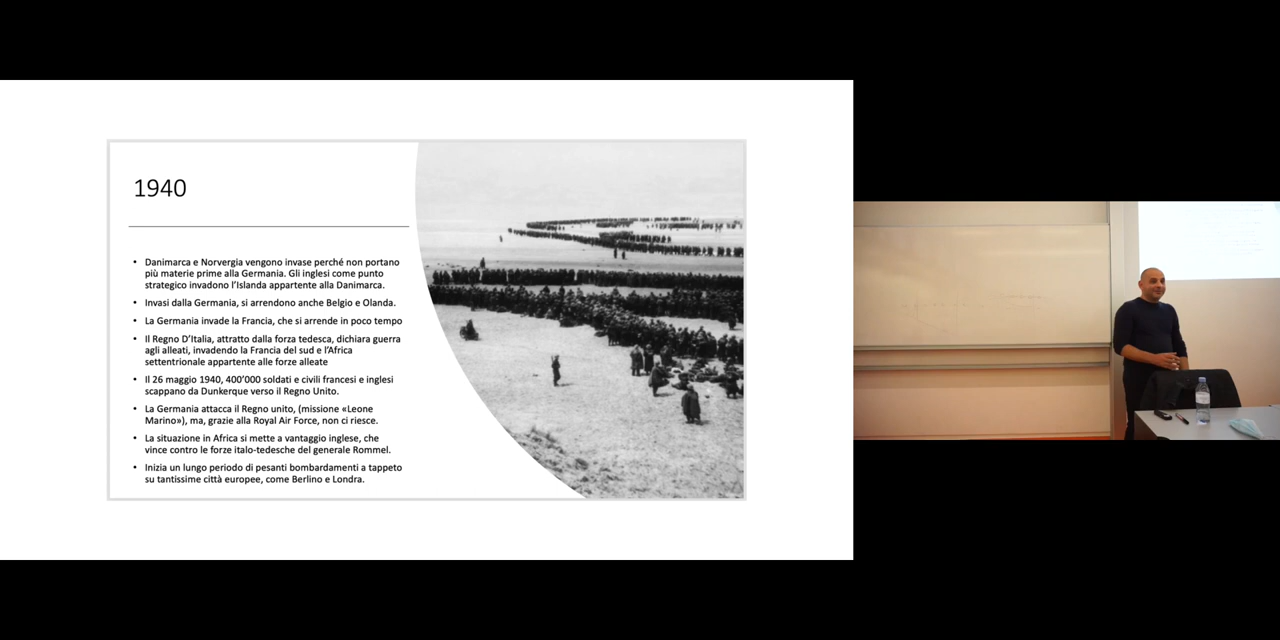 1940
• Danimarca e Norvergia vengono invase perché non portano
più materie prime alla Germania. Gli inglesi come punto
strategico invadono l'Islanda appartente alla Danimarca.
• Invasi dalla Germania, si arrendono anche Belgio e Olanda.
• La Germania invade la Francia, che si arrende in poco tempo
• Il Regno D'Italia, attratto dalla forza tedesca, dichiara guerra
agli alleati, invadendo la Francia del sud e l'Africa
settentrionale appartente alle forze alleate
• Il 26 maggio 1940, 400'000 soldati e civili francesi e inglesi
scappano da Dunkerque verso il Regno Unito.
• La Germania attacca il Regno unito, (missione «Leone
Marino»), ma, grazie alla Royal Air Force, non ci riesce.
• La situazione in Africa si mette a vantaggio inglese, che
vince contro le forze italo-tedesche del generale Rommel.
• Inizia un lungo periodo di pesanti bombardamenti a tappeto
su tantissime città europee, come Berlino e Londra.